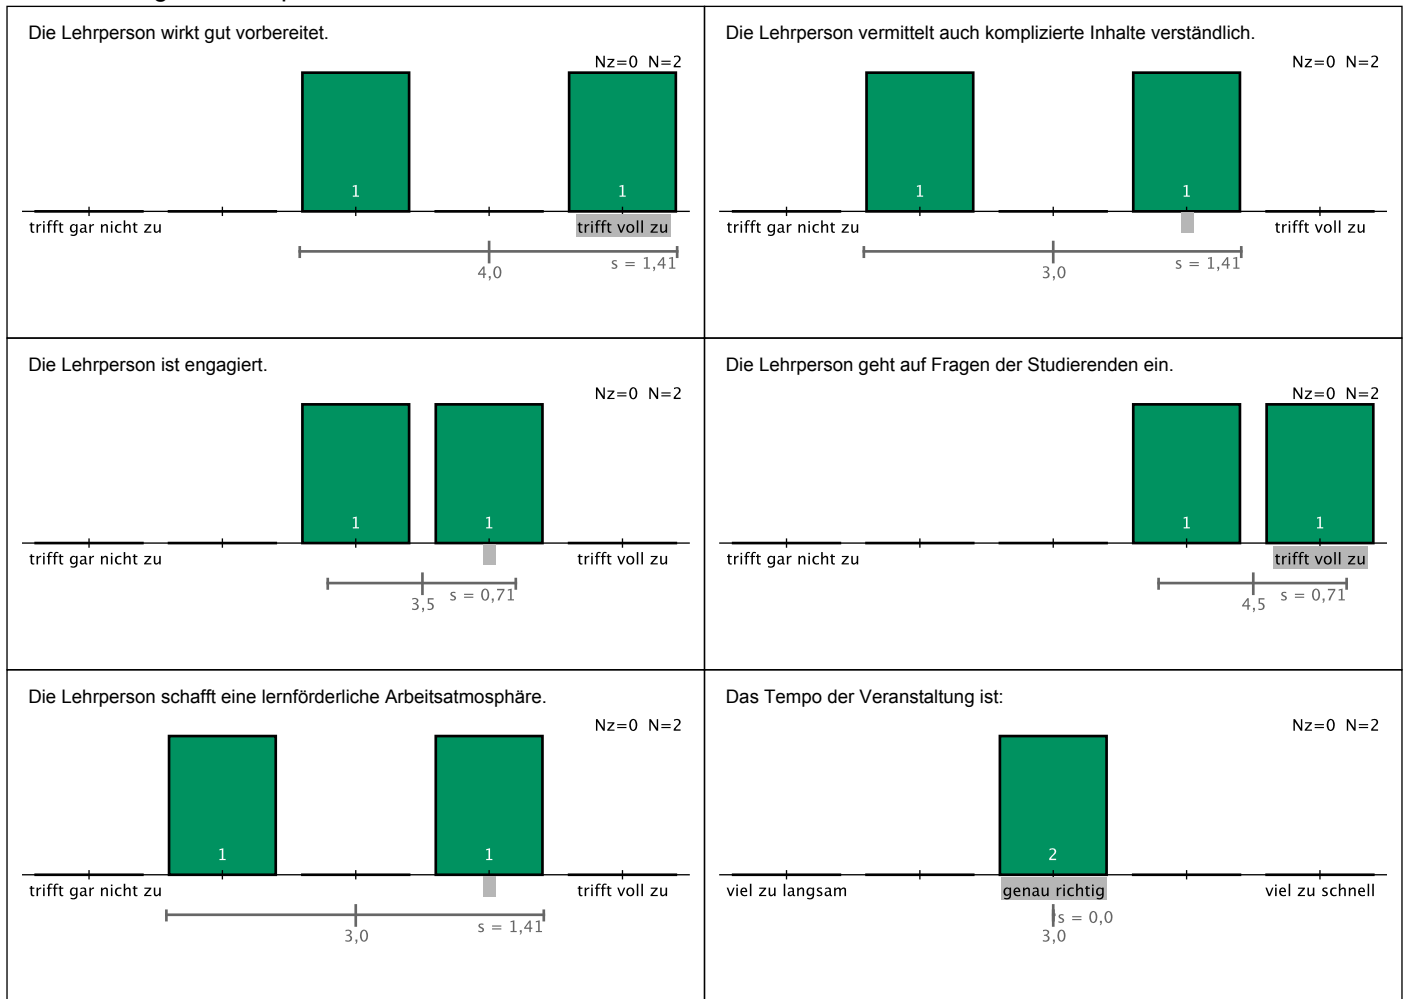 Die Lehrperson wirkt gut vorbereitet.
Nz=0 N=2
1
1
trifft gar nicht zu
trifft voll zu
s = 1,41
4,0
Die Lehrperson vermittelt auch komplizierte Inhalte verständlich.
Nz=0 N=2
1
1
trifft gar nicht zu
trifft voll zu
s = 1,41
3,0
Die Lehrperson ist engagiert.
Nz=0 N=2
1
1
trifft gar nicht zu
trifft voll zu
s = 0,71
3,5
Die Lehrperson geht auf Fragen der Studierenden ein.
Nz=0 N=2
1
1
trifft gar nicht zu
trifft voll zu
s = 0,71
4,5
Die Lehrperson schafft eine lernförderliche Arbeitsatmosphäre.
Nz=0 N=2
1
1
trifft gar nicht zu
trifft voll zu
s = 1,41
3,0
Das Tempo der Veranstaltung ist:
Nz=0 N=2
2
viel zu langsam
genau richtig
viel zu schnell
s = 0,0
3,0